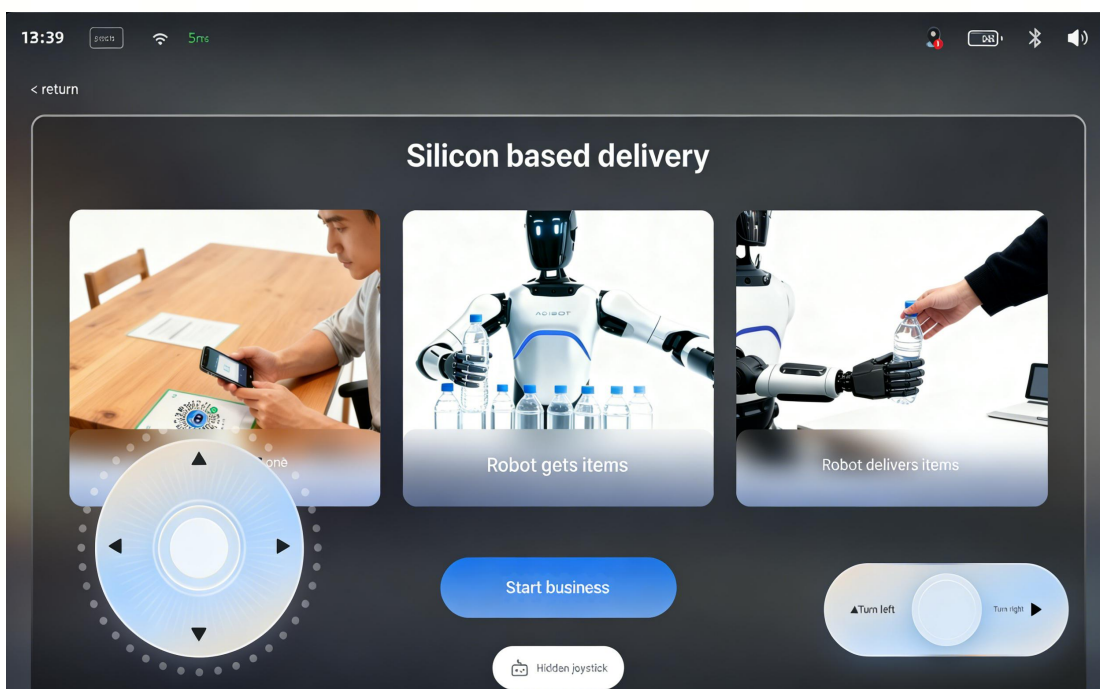 13:39
< return
Silicon based delivery
Robot gets items
Robot delivers items
Start business
Turn left
Turn right
Hidden joystick